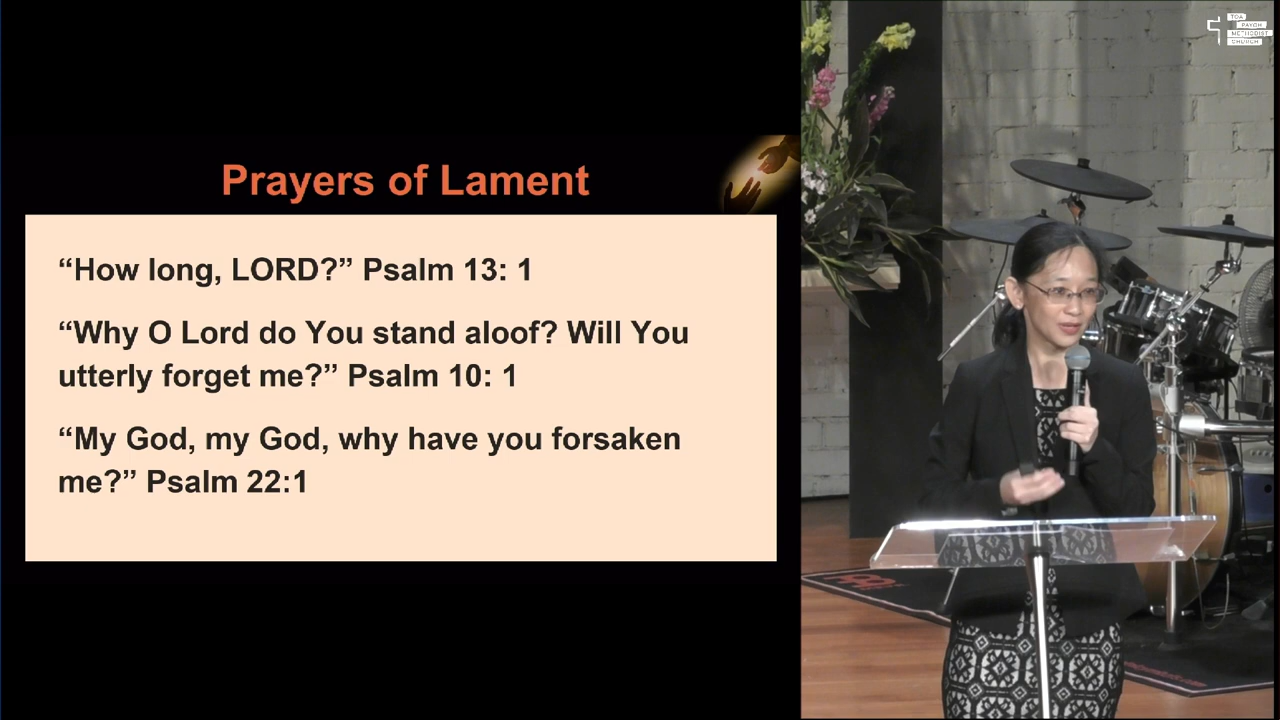 TOA
PAYOH
METHODIST
CHURCH
Prayers of Lament
“How long, LORD?” Psalm 13: 1
“Why O Lord do You stand aloof? Will You
utterly forget me?” Psalm 10: 1
“My God, my God, why have you forsaken
me?” Psalm 22:1